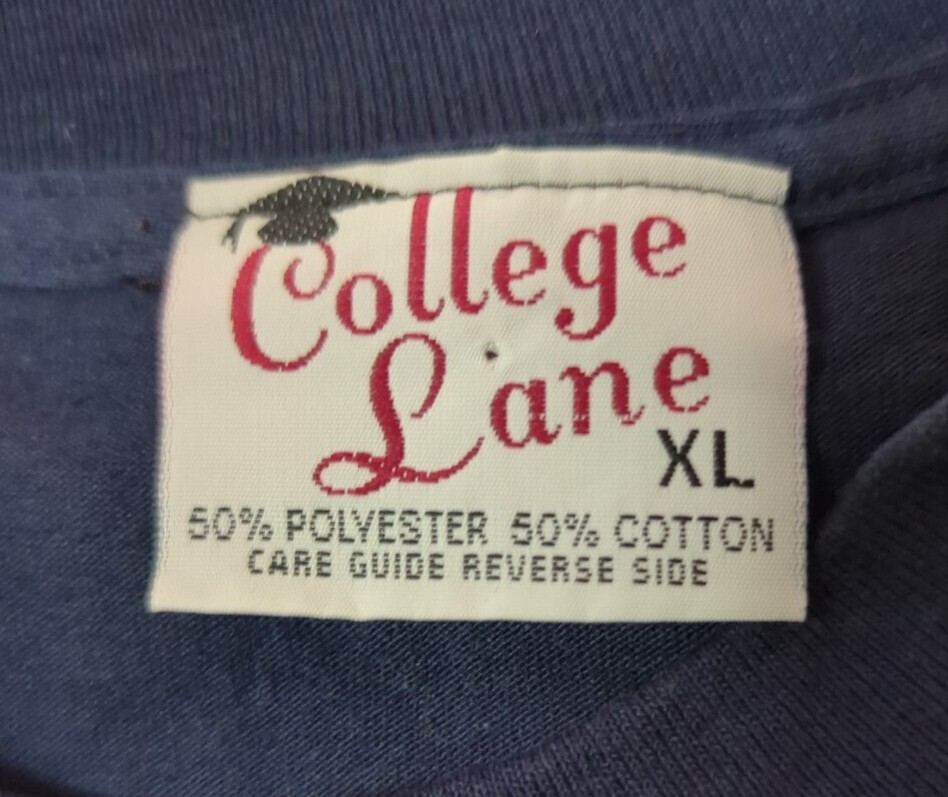 College
Lane
XL
50% POLYESTER 50% COTTON
CARE GUIDE REVERSE SIDE